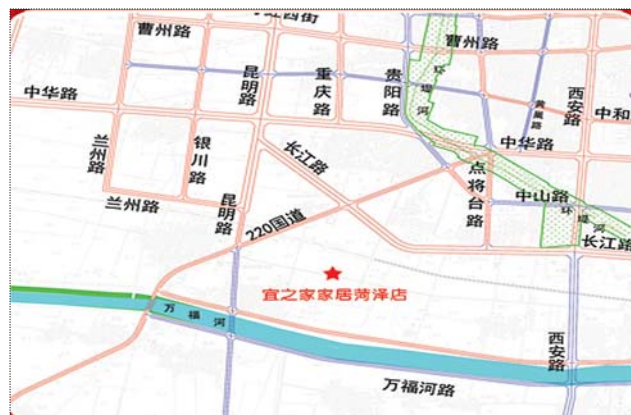 曹州路
曹州路
昆明路
重庆路
贵阳路
环堤河
西安路
中华路
黄巢路
中和
兰州路
银川路
长江路
中华路
点将台路
中山路
兰州路
昆明路
220国道
环堤河
长江路
宜之家家居菏泽店
万福河
西安路
万福河路